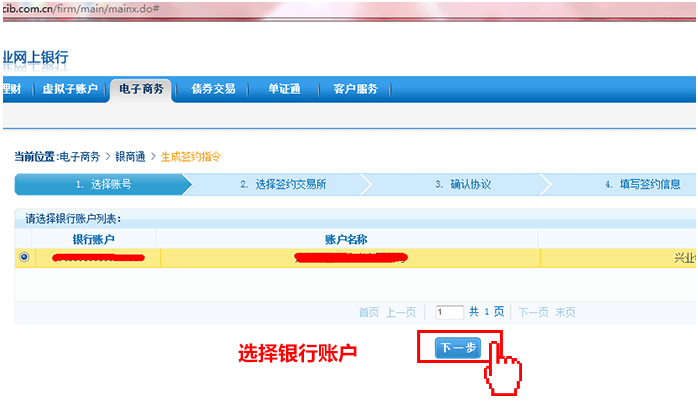 cib.com.cn/firm/main/mainx.do#
业网上银行
理财 虚拟子账户 电子商务 债券交易 单证通 客户服务
当前位置:电子商务 > 银商通 > 生成签约指令
1. 选择账号 2. 选择签约交易所 3. 确认协议 4. 填写签约信息
请选择银行账户列表：
银行账户 账户名称
兴业
首页 上一页 1 共 1 页 下一页 末页
选择银行账户 下一步